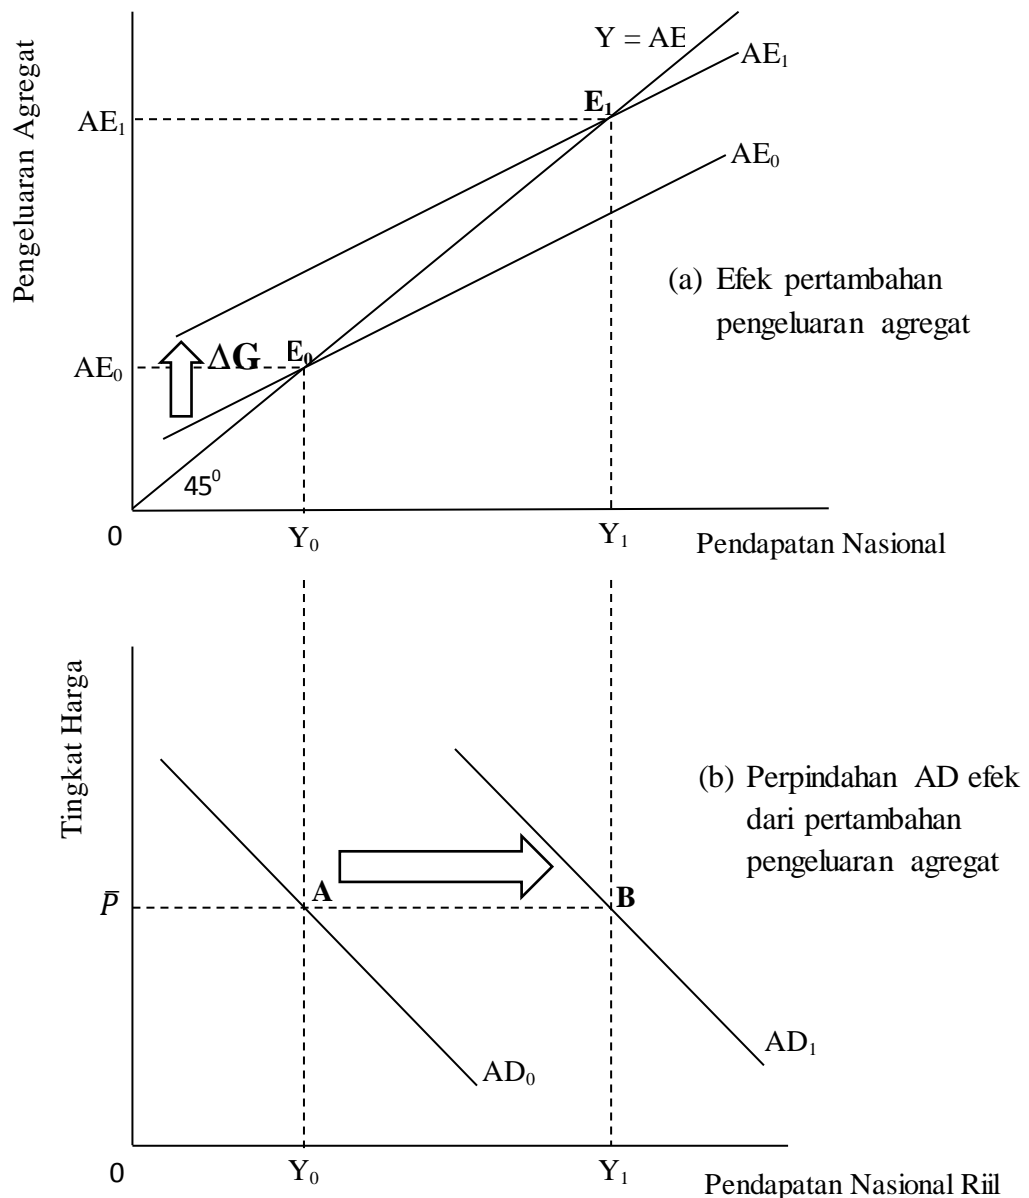 Pengeluaran Agregat
Y = AE
AE₁
E₁
AE₁
AE₀
(a) Efek pertambahan
pengeluaran agregat
ΔG
E₀
AE₀
45⁰
0
Y₀
Y₁
Pendapatan Nasional
Tingkat Harga
(b) Perpindahan AD efek
dari pertambahan
pengeluaran agregat
A
B
P̄
AD₁
AD₀
0
Y₀
Y₁
Pendapatan Nasional Riil